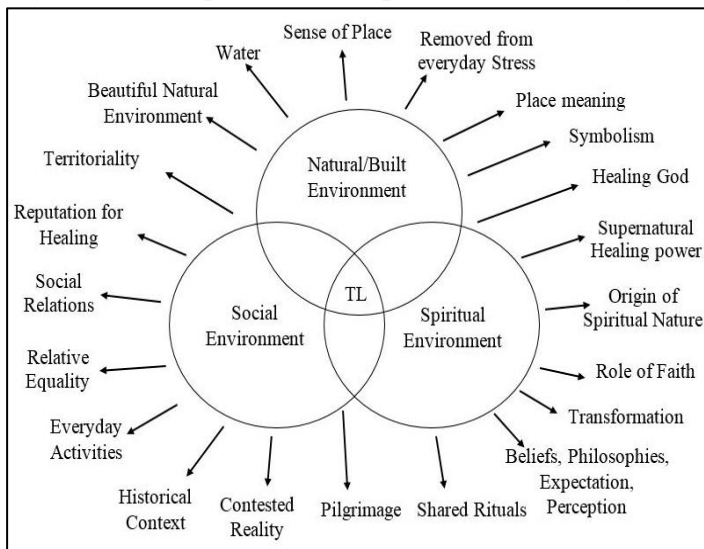 Sense of Place
Removed from
everyday Stress
Water
Beautiful Natural
Environment
Place meaning
Symbolism
Territoriality
Natural/Built
Environment
Healing God
Reputation for
Healing
Supernatural
Healing power
Social
Relations
TL
Social
Environment
Spiritual
Environment
Origin of
Spiritual Nature
Relative
Equality
Role of Faith
Everyday
Activities
Transformation
Beliefs, Philosophies,
Expectation,
Perception
Historical
Context
Contested
Reality
Pilgrimage
Shared Rituals